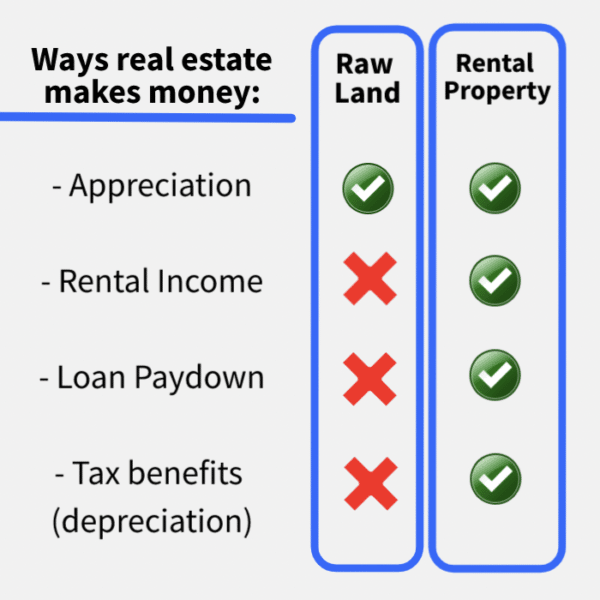 Ways real estate
makes money:
Raw
Land
Rental
Property
- Appreciation
- Rental Income
- Loan Paydown
- Tax benefits
(depreciation)